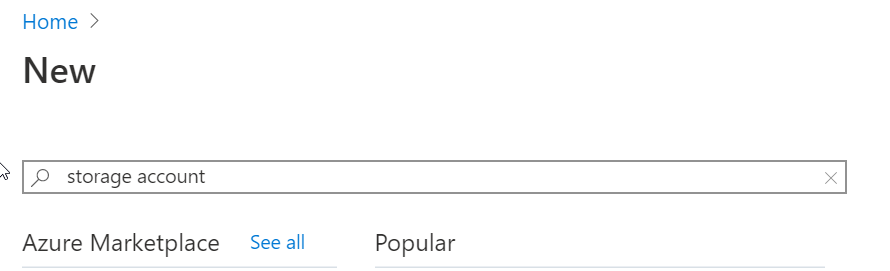 Home >
New
storage account
Azure Marketplace See all Popular